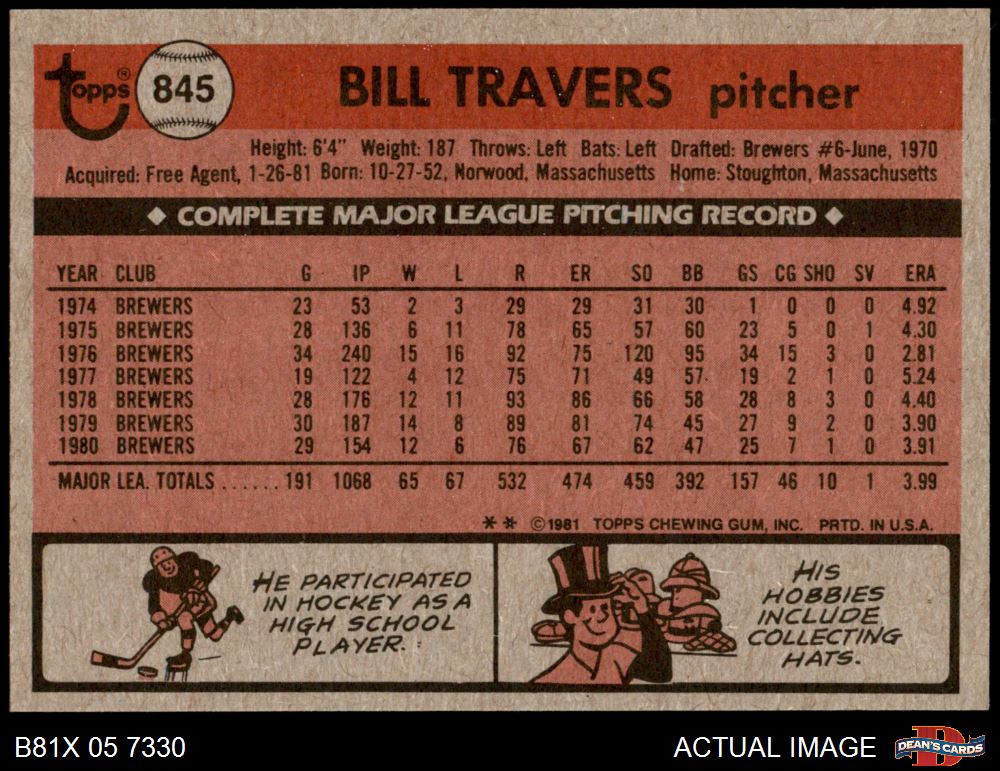 Topps® 845 BILL TRAVERS pitcher
Height: 6'4" Weight: 187 Throws: Left Bats: Left Drafted: Brewers #6-June, 1970
Acquired: Free Agent, 1-26-81 Born: 10-27-52, Norwood, Massachusetts Home: Stoughton, Massachusetts
◆ COMPLETE MAJOR LEAGUE PITCHING RECORD ◆
YEAR CLUB G IP W L R ER SO BB GS CG SHO SV ERA
1974 BREWERS 23 53 2 3 29 29 31 30 1 0 0 0 4.92
1975 BREWERS 28 136 6 11 78 65 57 60 23 5 0 1 4.30
1976 BREWERS 34 240 15 16 92 75 120 95 34 15 3 0 2.81
1977 BREWERS 19 122 4 12 75 71 49 57 19 2 1 0 5.24
1978 BREWERS 28 176 12 11 93 86 66 58 28 8 3 0 4.40
1979 BREWERS 30 187 14 8 89 81 74 45 27 9 2 0 3.90
1980 BREWERS 29 154 12 6 76 67 62 47 25 7 1 0 3.91
MAJOR LEA. TOTALS ...... 191 1068 65 67 532 474 459 392 157 46 10 1 3.99
** ©1981 TOPPS CHEWING GUM, INC. PRTD. IN U.S.A.
HE PARTICIPATED
IN HOCKEY AS A
HIGH SCHOOL
PLAYER.
HIS
HOBBIES
INCLUDE
COLLECTING
HATS.
B81X 05 7330 ACTUAL IMAGE DEAN'S CARDS